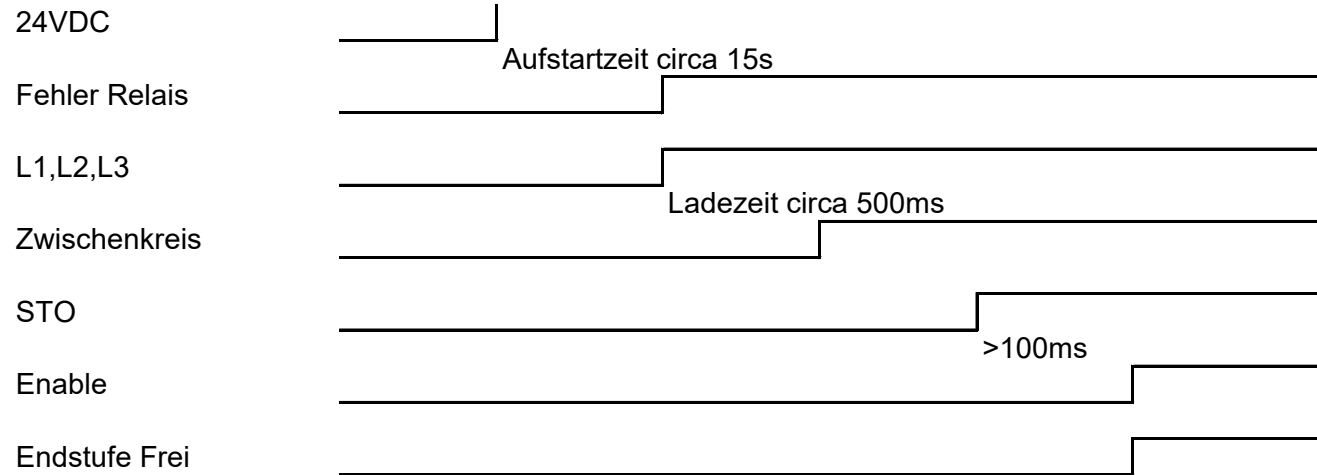 24VDC
Aufstartzeit circa 15s
Fehler Relais
L1,L2,L3
Ladezeit circa 500ms
Zwischenkreis
STO
>100ms
Enable
Endstufe Frei